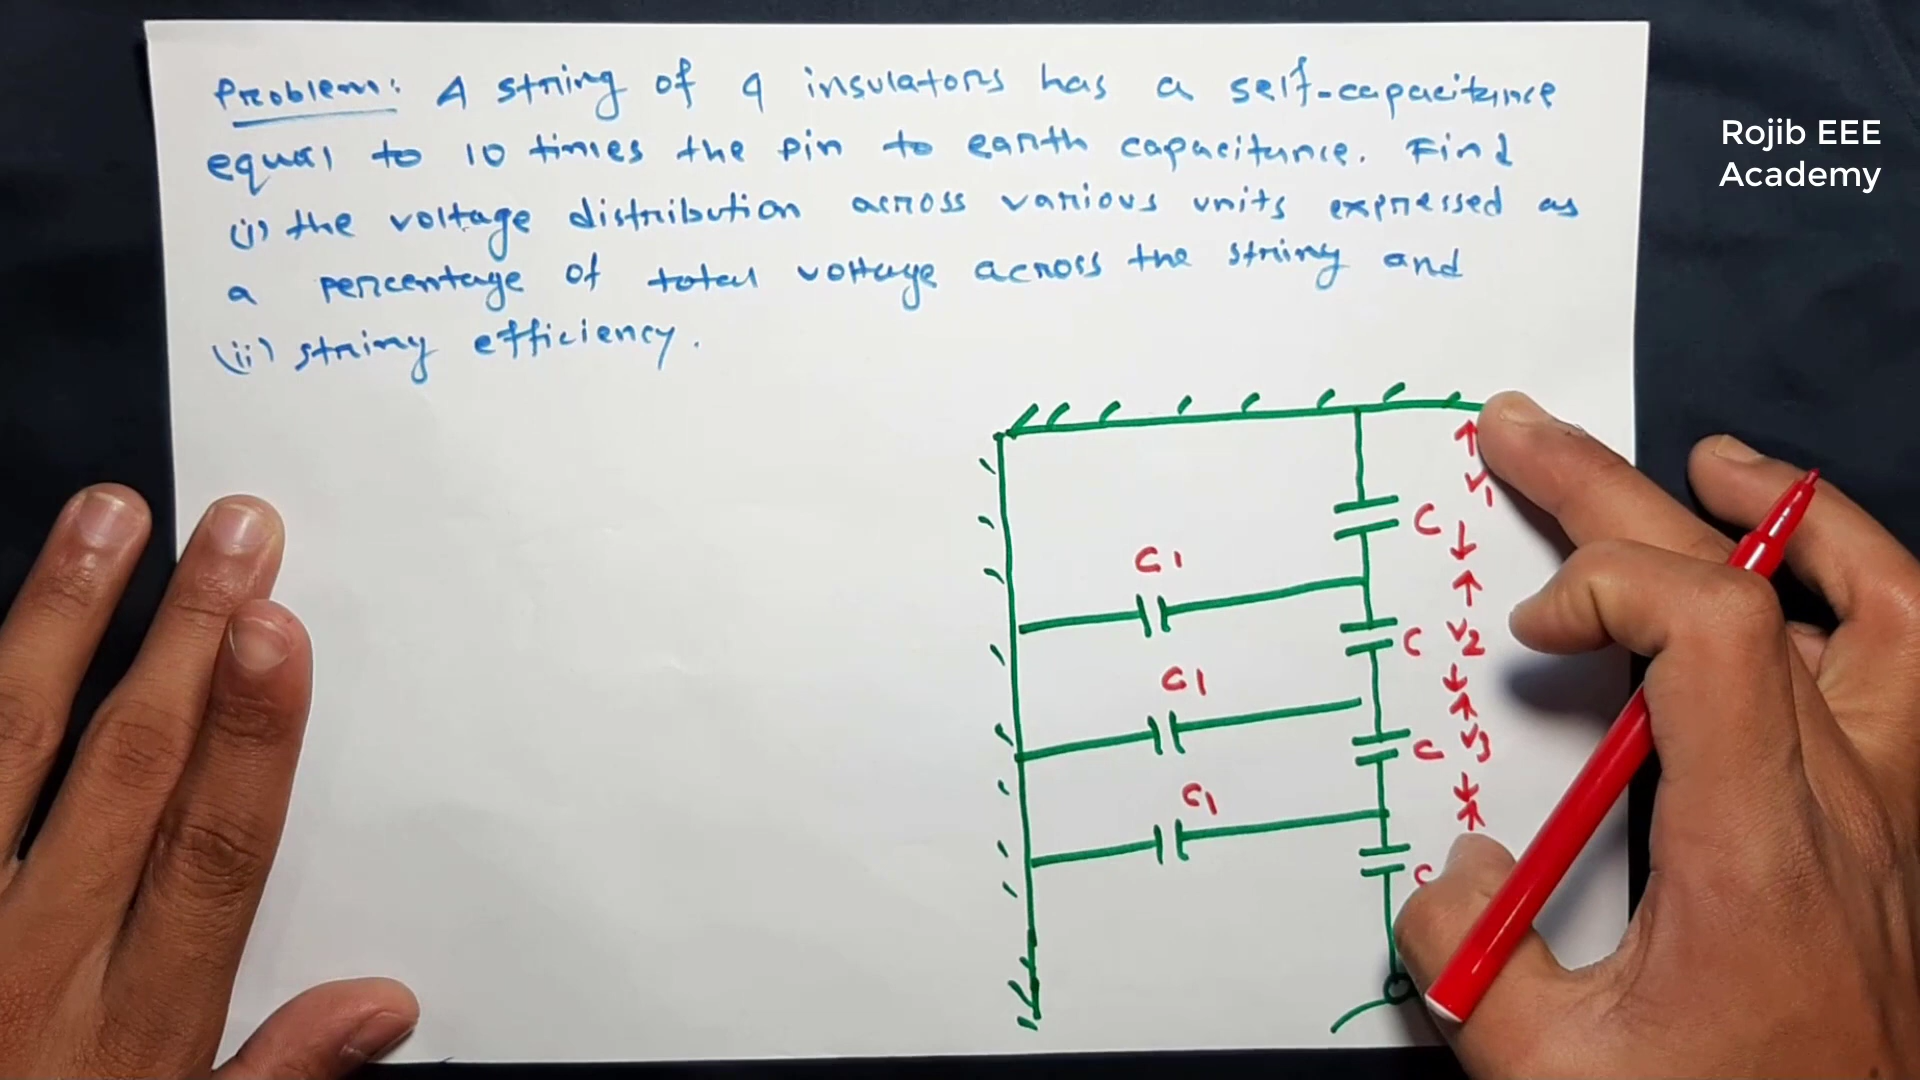 Problem: A string of 4 insulators has a self-capacitance
equal to 10 times the pin to earth capacitance. Find
(i) the voltage distribution across various units expressed as
a percentage of total voltage across the string and
(ii) string efficiency.
Rojib EEE
Academy
V1
C
C1
V2
C
C1
V3
C
C1
C